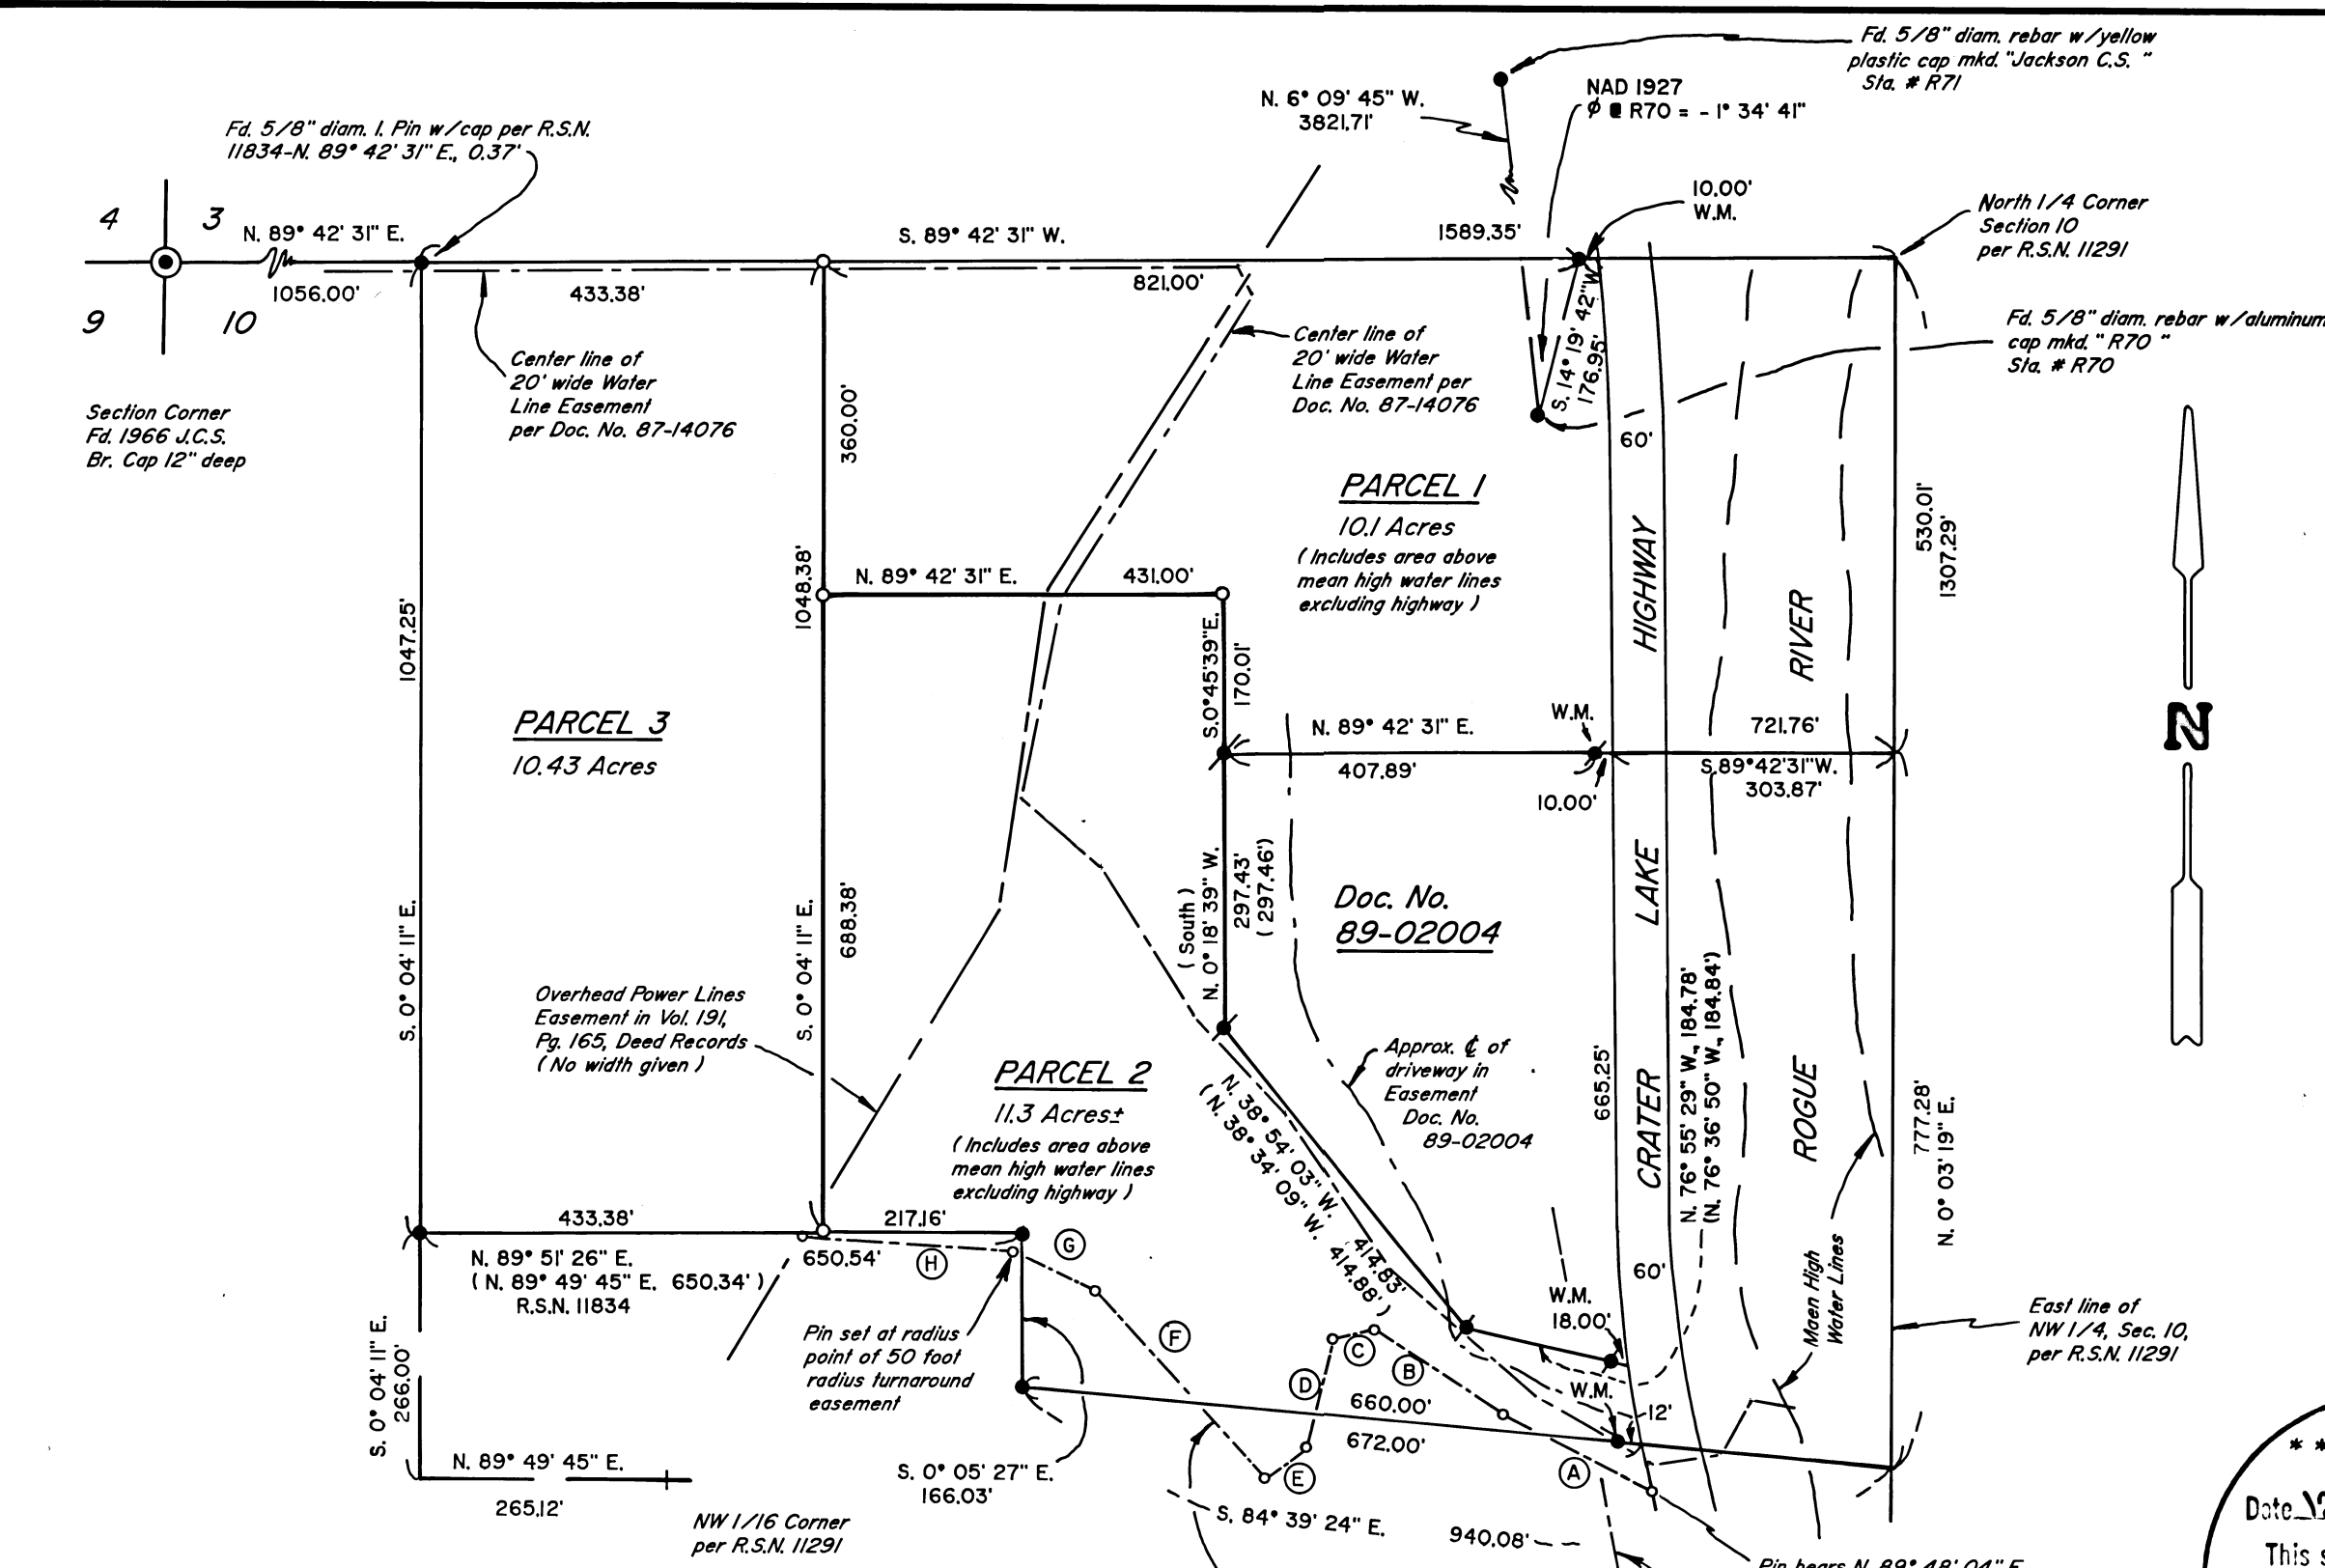 Fd. 5/8" diam. rebar w/yellow
plastic cap mkd. "Jackson C.S. "
Sta. # R71
NAD 1927
ϕ @ R70 = - 1° 34' 41"
N. 6° 09' 45" W.
3821.71'
Fd. 5/8" diam. I. Pin w/cap per R.S.N.
11834-N. 89° 42' 31" E., 0.37'
10.00'
W.M.
North 1/4 Corner
Section 10
per R.S.N. 11291
4
3
9
10
N. 89° 42' 31" E.
1056.00'
433.38'
S. 89° 42' 31" W.
1589.35'
821.00'
Section Corner
Fd. 1966 J.C.S.
Br. Cap 12" deep
Center line of
20' wide Water
Line Easement
per Doc. No. 87-14076
Center line of
20' wide Water
Line Easement per
Doc. No. 87-14076
S. 14° 19' 42" W.
176.95'
Fd. 5/8" diam. rebar w/aluminum
cap mkd. "R70 "
Sta. # R70
60'
360.00'
1048.38'
PARCEL 1
10.1 Acres
( Includes area above
mean high water lines
excluding highway )
530.01'
1307.29'
N. 89° 42' 31" E.
431.00'
1047.25'
S.0°45'39"E.
170.01'
HIGHWAY
RIVER
N
PARCEL 3
10.43 Acres
N. 89° 42' 31" E.
407.89'
W.M.
10.00'
721.76'
S.89°42'31"W.
303.87'
( South )
N. 0° 18' 39" W.
297.43'
( 297.46')
Doc. No.
89-02004
LAKE
S. 0° 04' 11" E.
S. 0° 04' 11" E.
688.38'
Overhead Power Lines
Easement in Vol. 191,
Pg. 165, Deed Records
( No width given )
PARCEL 2
11.3 Acres±
( Includes area above
mean high water lines
excluding highway )
Approx. ℄ of
driveway in
Easement
Doc. No.
89-02004
N. 38° 54' 03" W. 414.83'
( N. 38° 34' 09" W. 414.88' )
665.25'
CRATER
N. 76° 55' 29" W., 184.78'
(N. 76° 36' 50" W., 184.84')
ROGUE
777.28'
N. 0° 03' 19" E.
433.38'
217.16'
N. 89° 51' 26" E.
650.54'
( N. 89° 49' 45" E. 650.34' )
R.S.N. 11834
H
G
F
C
B
D
E
A
60'
W.M.
18.00'
Maen High
Water Lines
East line of
NW 1/4, Sec. 10,
per R.S.N. 11291
Pin set at radius
point of 50 foot
radius turnaround
easement
S. 0° 04' 11" E.
266.00'
660.00'
672.00'
W.M.
12'
N. 89° 49' 45" E.
265.12'
S. 0° 05' 27" E.
166.03'
S. 84° 39' 24" E.
940.08'
NW 1/16 Corner
per R.S.N. 11291
Pin bears N. 89° 48' 04" E.
* *
Date
This